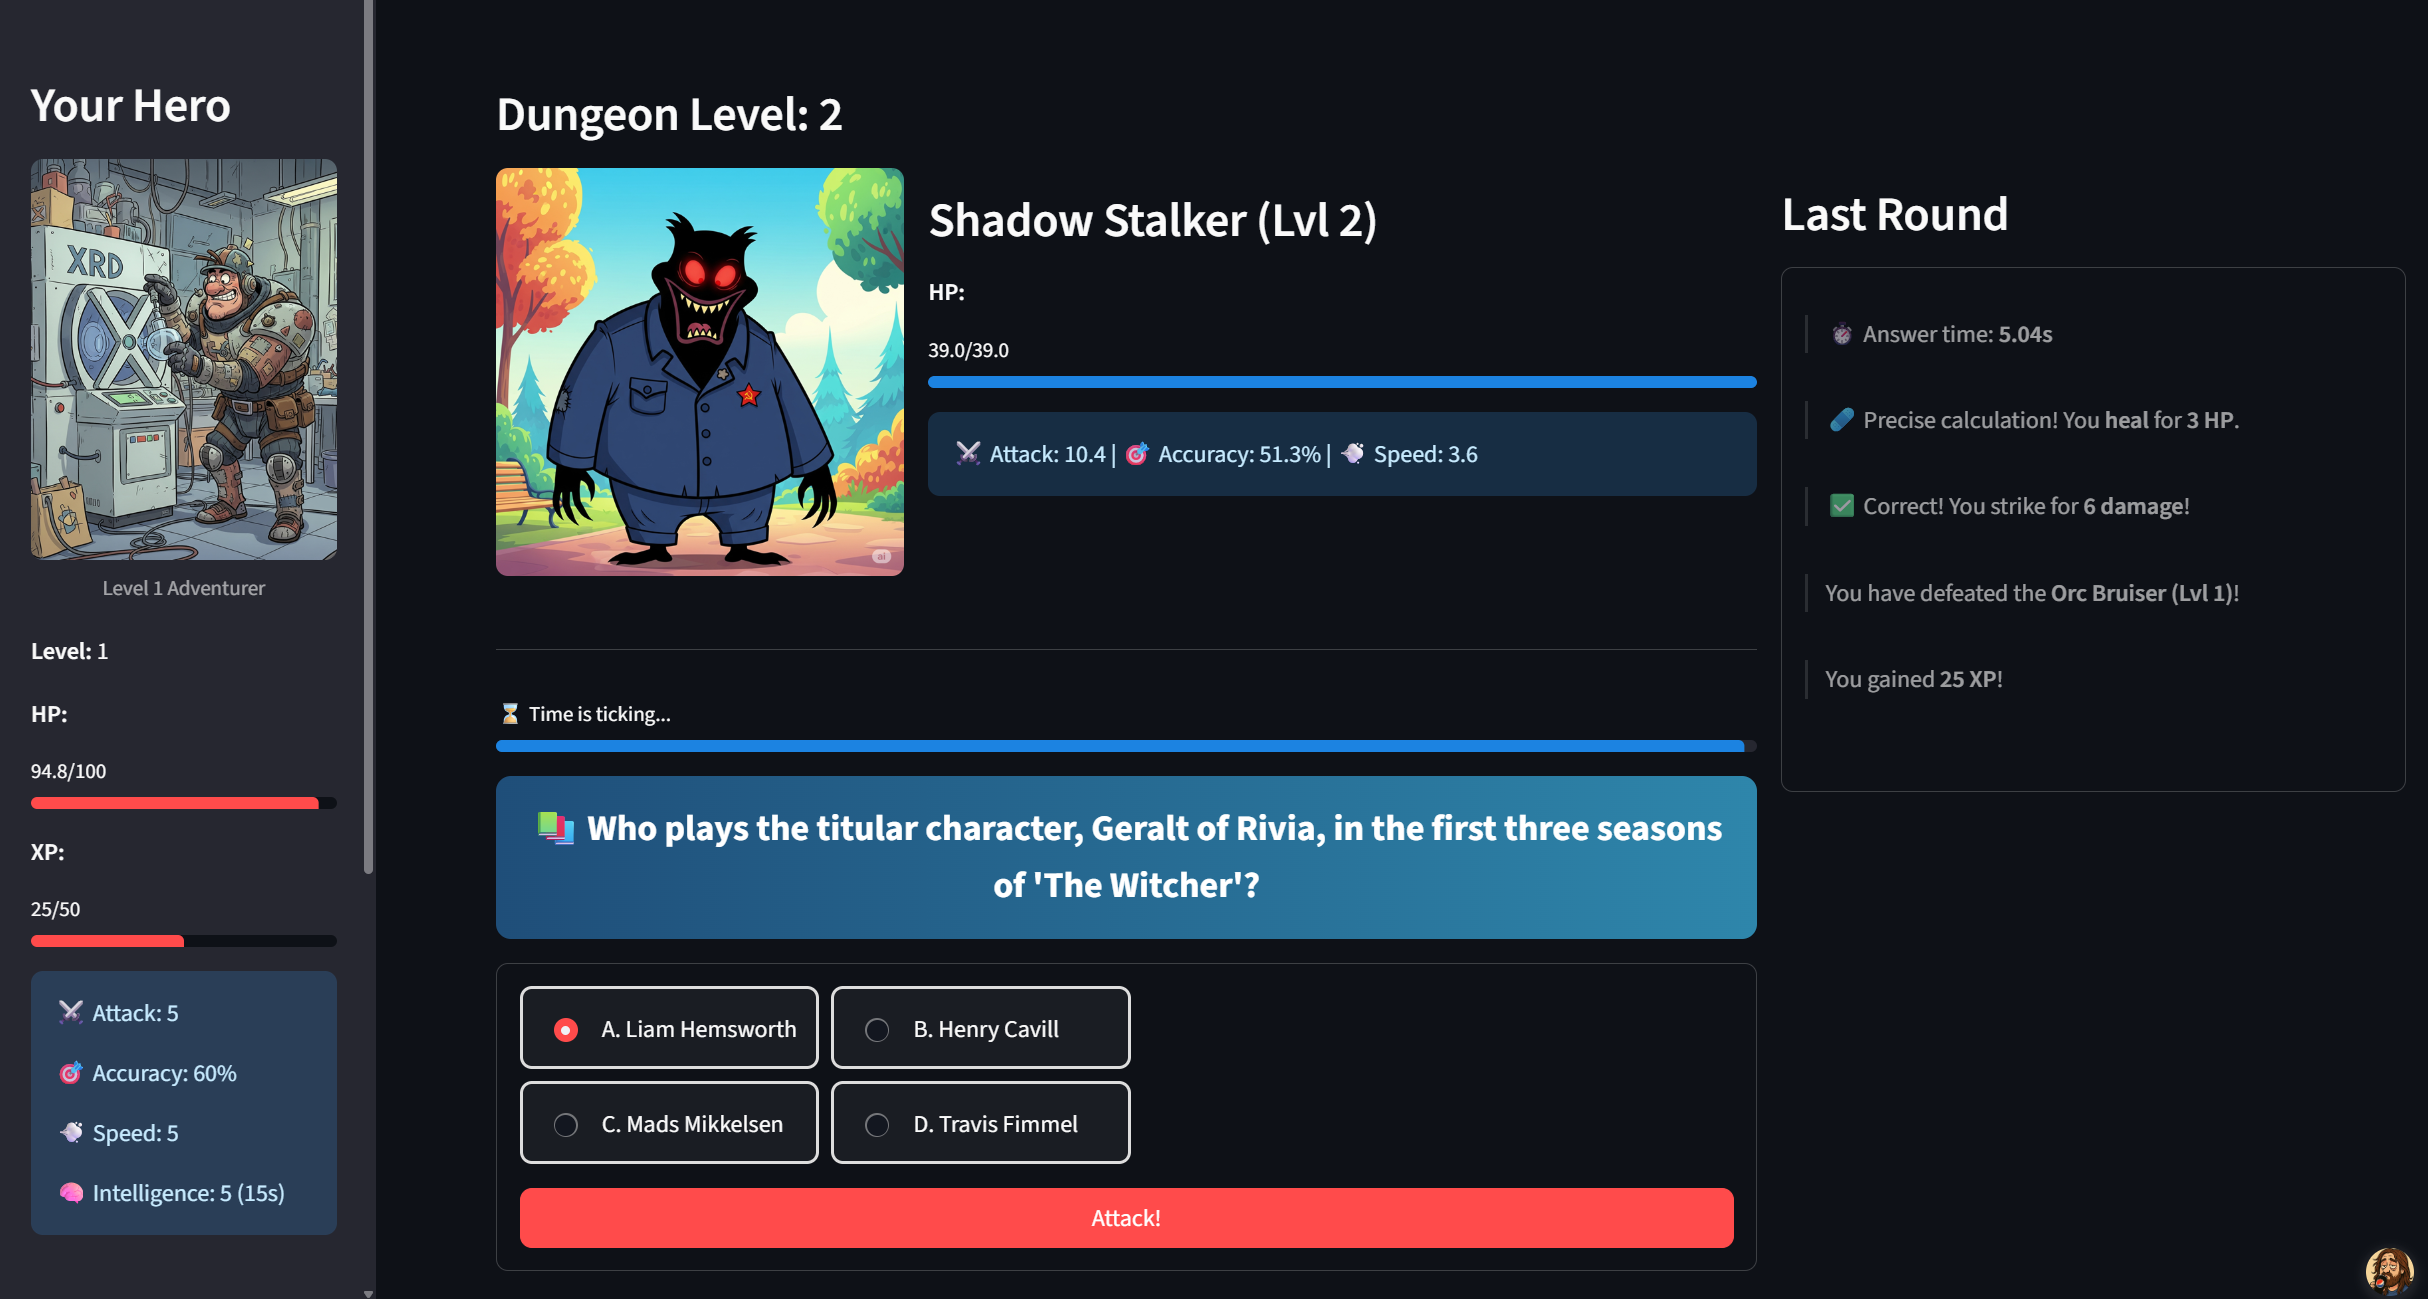 Your Hero
XRD
Level 1 Adventurer
Level: 1
HP:
94.8/100
XP:
25/50
Attack: 5
Accuracy: 60%
Speed: 5
Intelligence: 5 (15s)
Dungeon Level: 2
ai
Shadow Stalker (Lvl 2)
HP:
39.0/39.0
Attack: 10.4 | Accuracy: 51.3% | Speed: 3.6
Time is ticking...
Who plays the titular character, Geralt of Rivia, in the first three seasons
of 'The Witcher'?
A. Liam Hemsworth
B. Henry Cavill
C. Mads Mikkelsen
D. Travis Fimmel
Attack!
Last Round
Answer time: 5.04s
Precise calculation! You heal for 3 HP.
Correct! You strike for 6 damage!
You have defeated the Orc Bruiser (Lvl 1)!
You gained 25 XP!